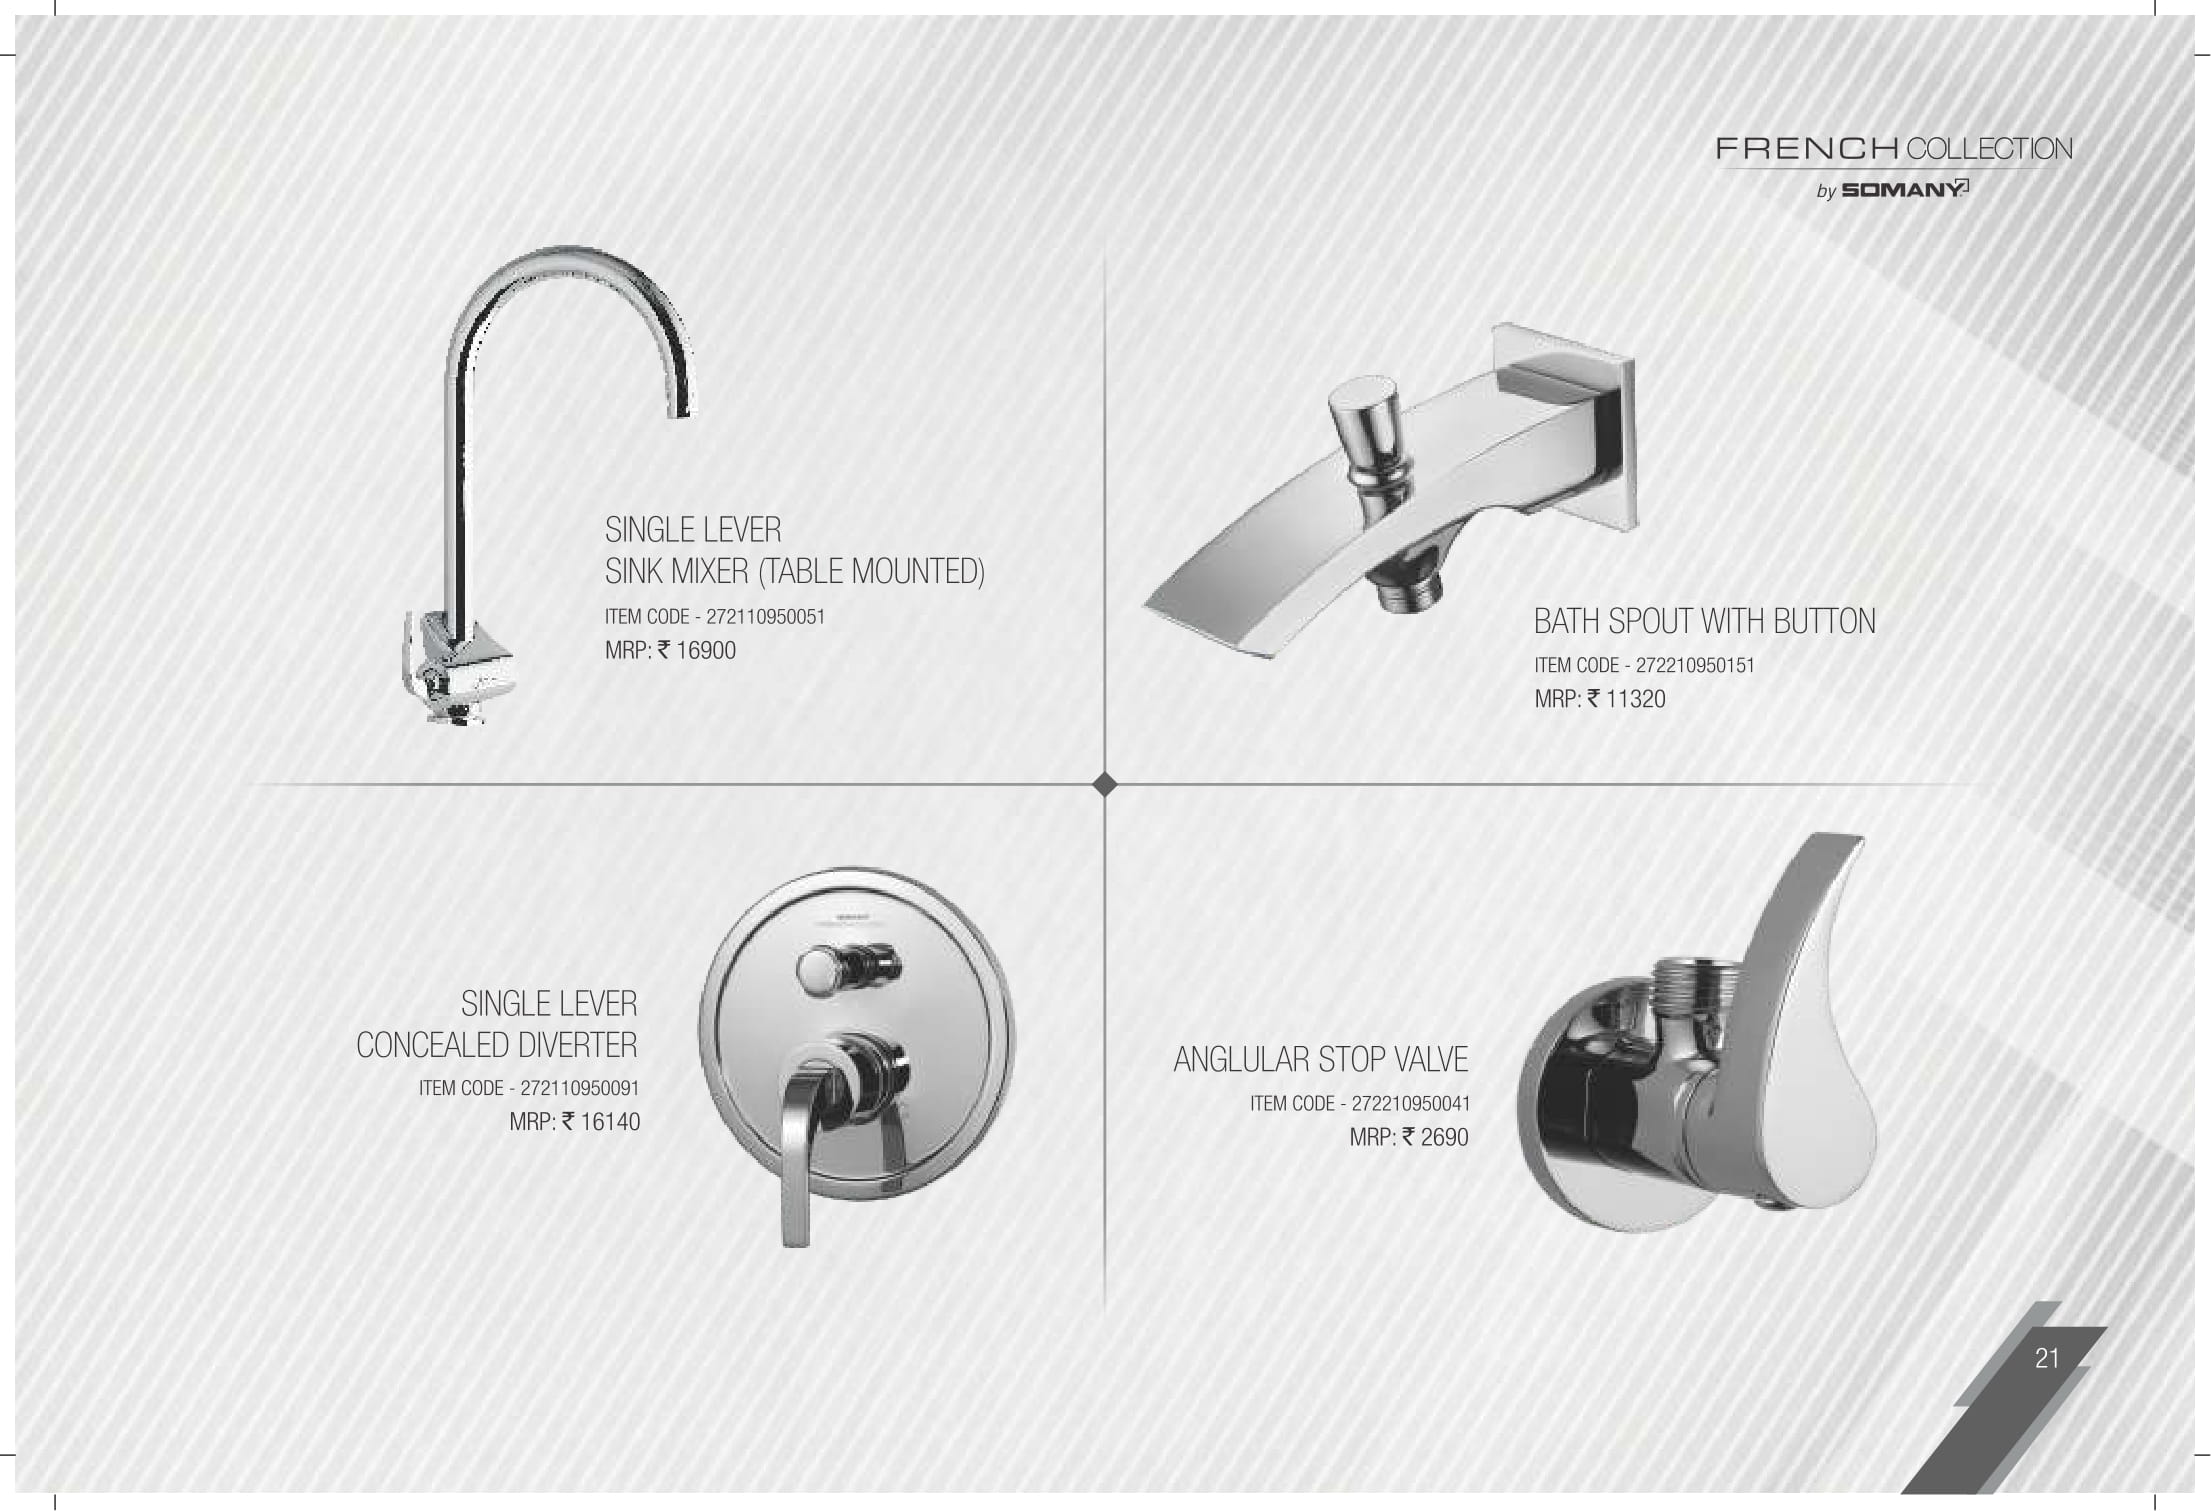 FRENCH COLLECTION
by SOMANY
SINGLE LEVER
SINK MIXER (TABLE MOUNTED)
ITEM CODE - 272110950051
MRP: ₹ 16900
BATH SPOUT WITH BUTTON
ITEM CODE - 272210950151
MRP: ₹ 11320
SINGLE LEVER
CONCEALED DIVERTER
ITEM CODE - 272110950091
MRP: ₹ 16140
ANGLULAR STOP VALVE
ITEM CODE - 272210950041
MRP: ₹ 2690
21